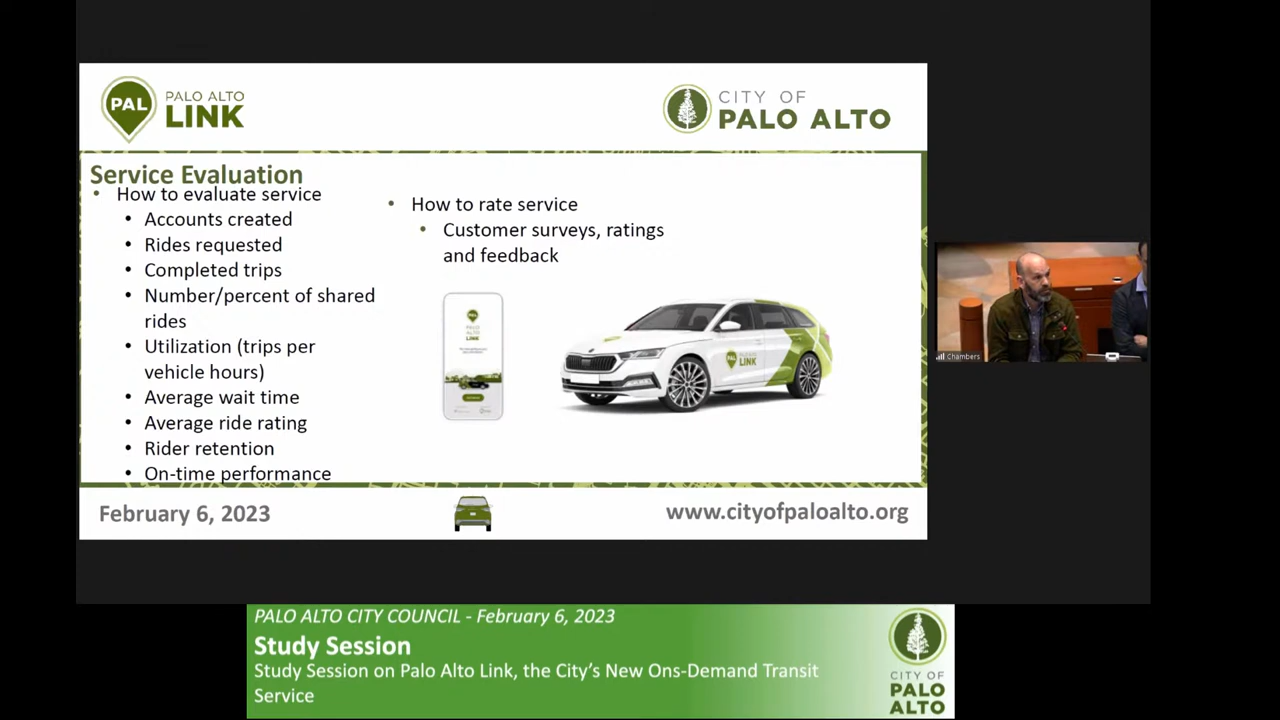 PAL
PALO ALTO
LINK
CITY OF
PALO ALTO
Service Evaluation
• How to evaluate service
• Accounts created
• Rides requested
• Completed trips
• Number/percent of shared
rides
• Utilization (trips per
vehicle hours)
• Average wait time
• Average ride rating
• Rider retention
• On-time performance
• How to rate service
• Customer surveys, ratings
and feedback
PALO
ALTO
LINK
PAL
LINK
February 6, 2023
www.cityofpaloalto.org
Chambers
PALO ALTO CITY COUNCIL - February 6, 2023
Study Session
Study Session on Palo Alto Link, the City's New Ons-Demand Transit
Service
CITY OF
PALO
ALTO